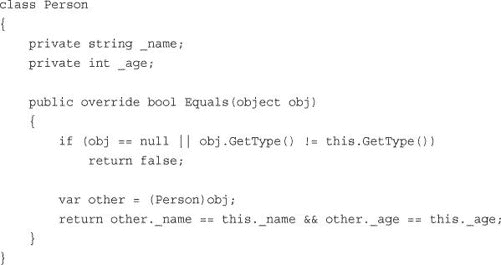 class Person
{
    private string _name;
    private int _age;

    public override bool Equals(object obj)
    {
        if (obj == null || obj.GetType() != this.GetType())
            return false;

        var other = (Person)obj;
        return other._name == this._name && other._age == this._age;
    }
}